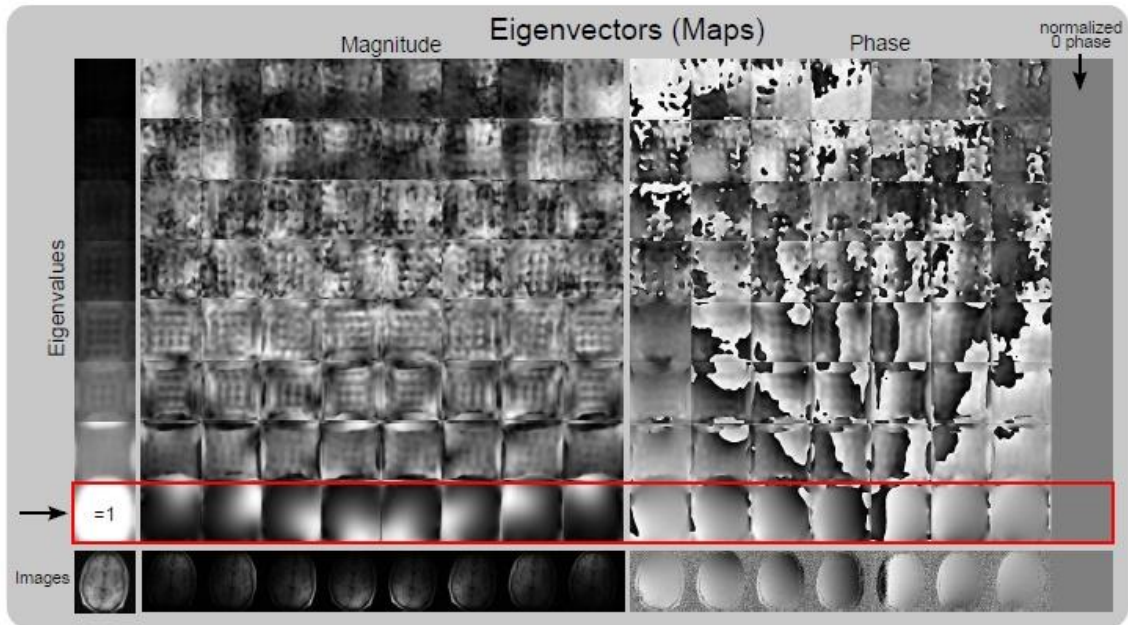 Eigenvectors (Maps)
Magnitude
Phase
normalized
0 phase
Eigenvalues
=1
Images